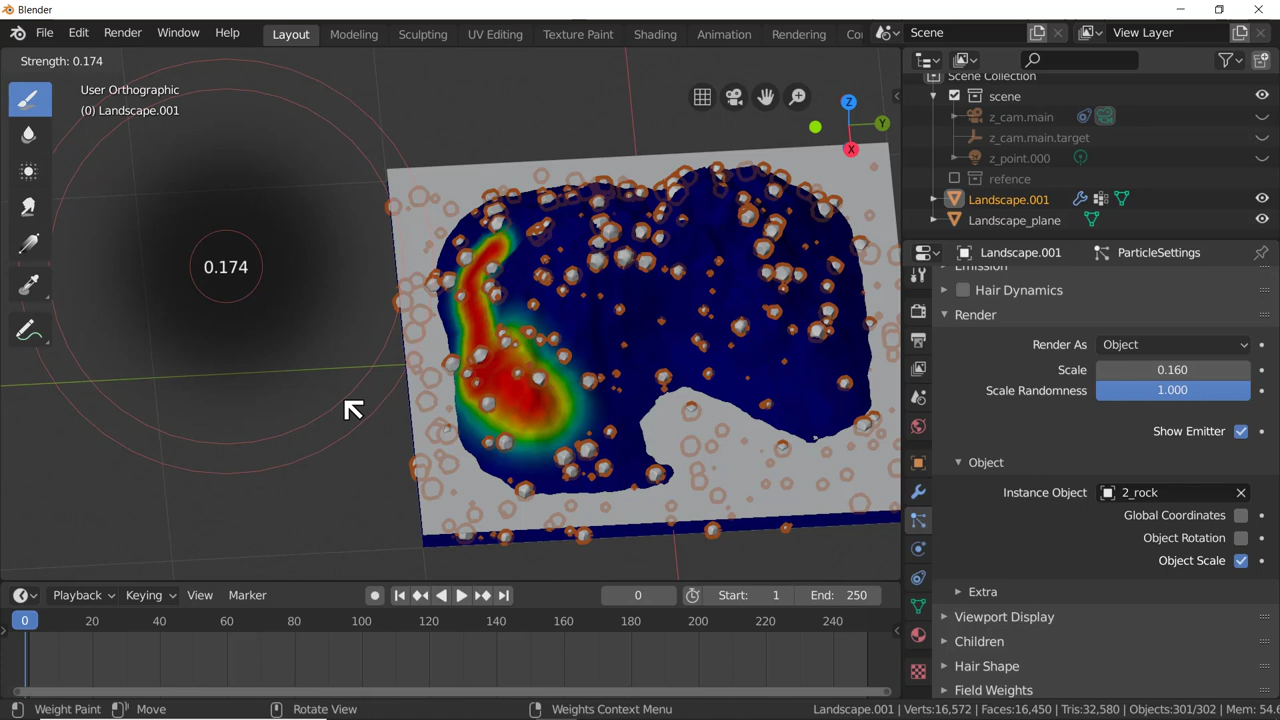 Blender
File Edit Render Window Help
Layout Modeling Sculpting UV Editing Texture Paint Shading Animation Rendering Co
Scene
View Layer
Strength: 0.174
User Orthographic
(0) Landscape.001
Z
Y
X
0.174
Scene Collection
scene
z_cam.main
z_cam.main.target
z_point.000
refence
Landscape.001
Landscape_plane
Landscape.001 ParticleSettings
Emission
Hair Dynamics
Render
Render As Object
Scale 0.160
Scale Randomness 1.000
Show Emitter
Object
Instance Object 2_rock
Global Coordinates
Object Rotation
Object Scale
Extra
Viewport Display
Children
Hair Shape
Field Weights
Playback Keying View Marker
0
Start: 1
End: 250
0 20 40 60 80 100 120 140 160 180 200 220 240
Weight Paint Move Rotate View Weights Context Menu
Landscape.001 | Verts:16,572 | Faces:16,450 | Tris:32,580 | Objects:301/302 | Mem: 54.6